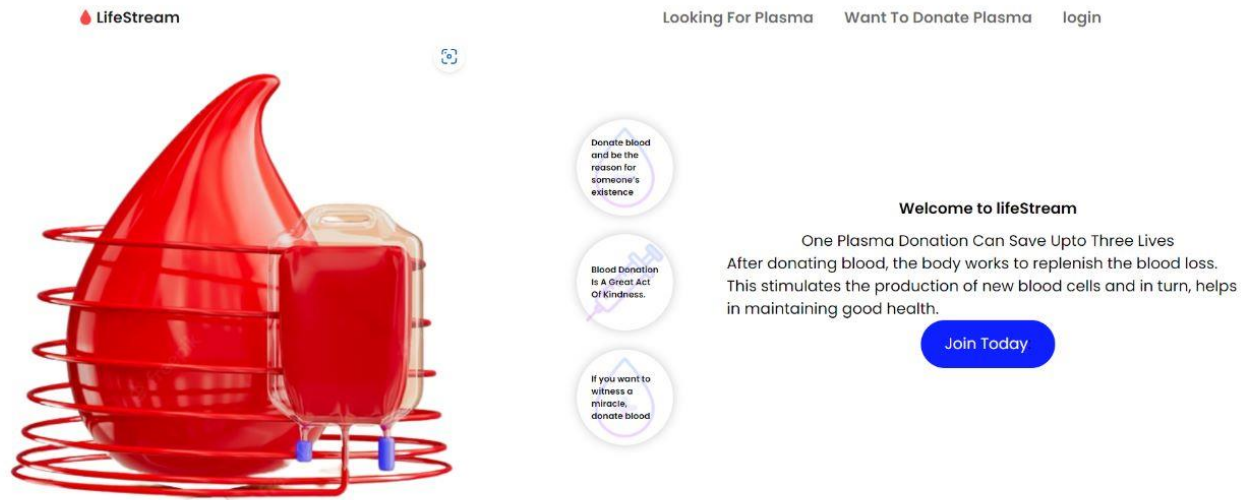 LifeStream
Looking For Plasma
Want To Donate Plasma
login
Donate blood
and be the
reason for
someone's
existence
Blood Donation
Is A Great Act
Of Kindness.
If you want to
witness a
miracle,
donate blood
Welcome to lifeStream
One Plasma Donation Can Save Upto Three Lives
After donating blood, the body works to replenish the blood loss.
This stimulates the production of new blood cells and in turn, helps
in maintaining good health.
Join Today